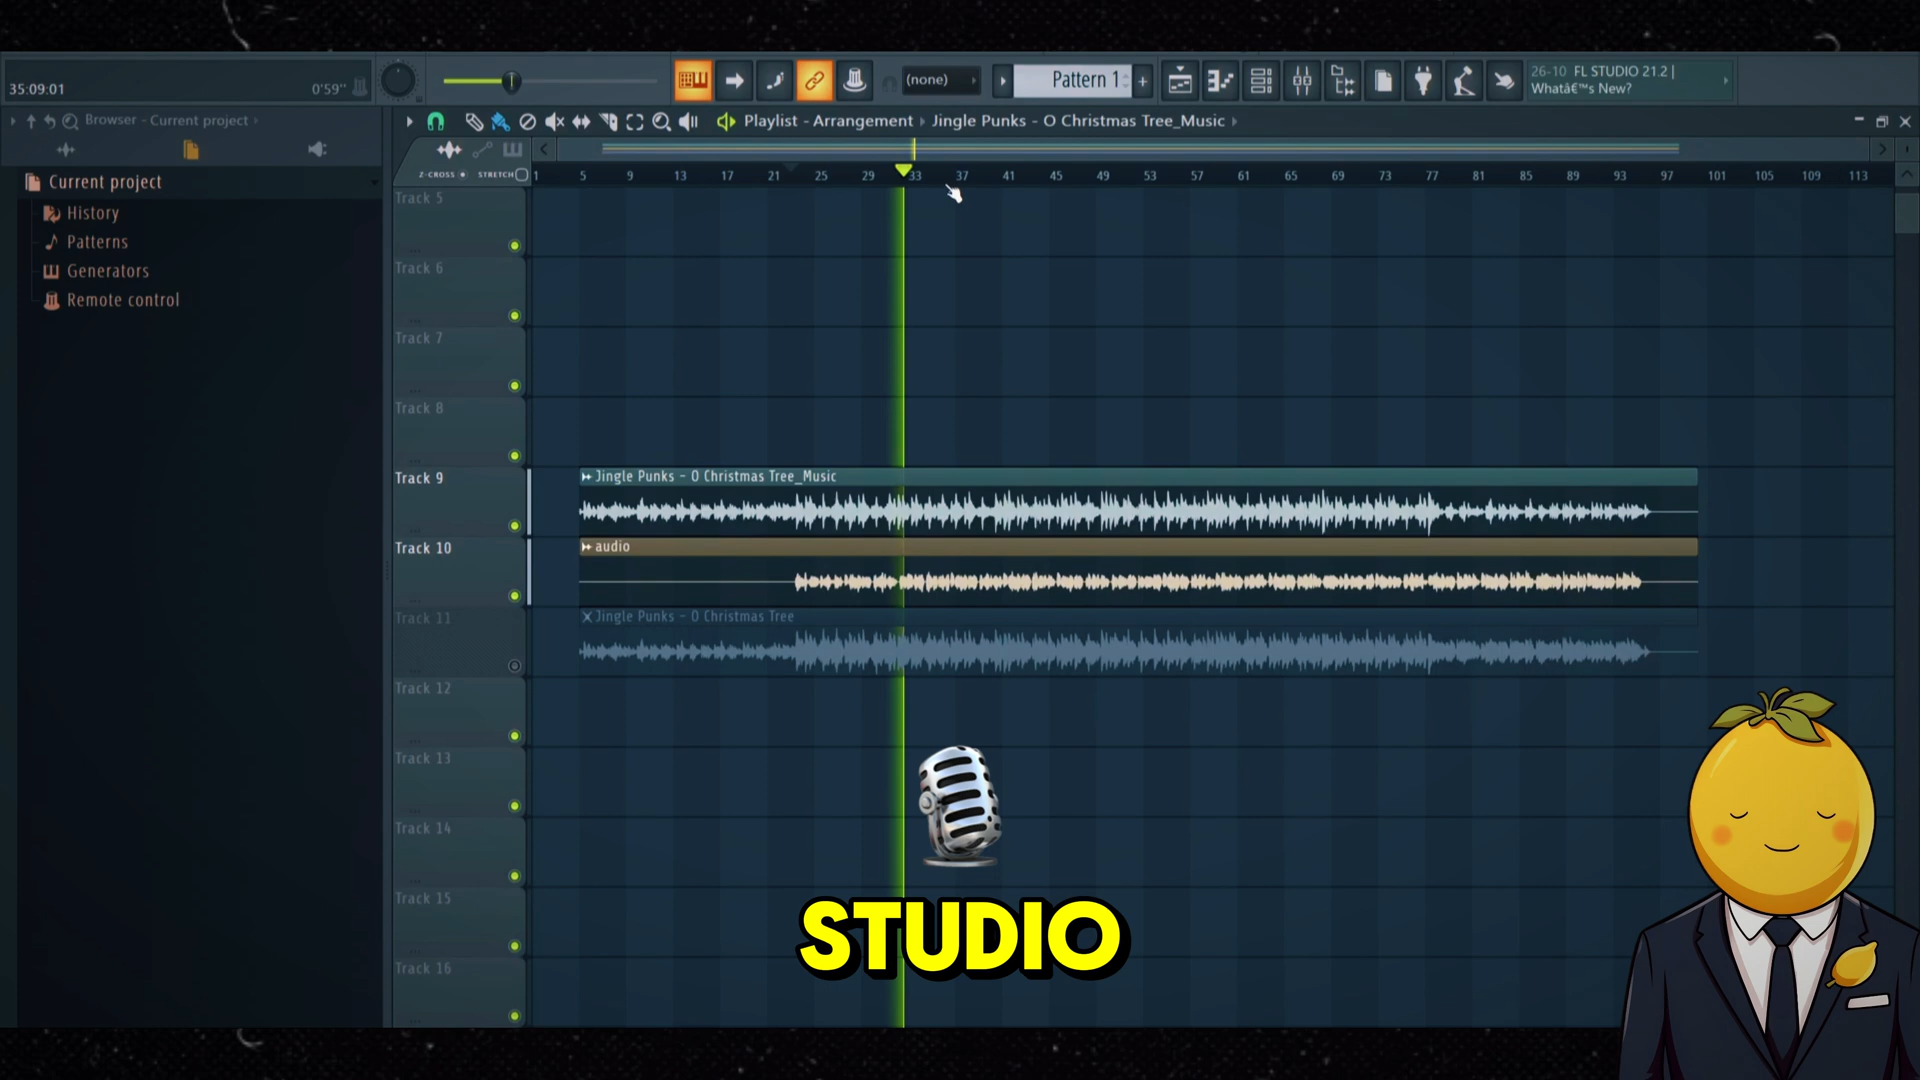 35:09:01
0'59"
(none)
Pattern 1
+
26-10 FL STUDIO 21.2 |
Whatâ€™s New?
Browser - Current project
Playlist - Arrangement › Jingle Punks - O Christmas Tree_Music
Z-CROSS
STRETCH
1 5 9 13 17 21 25 29 33 37 41 45 49 53 57 61 65 69 73 77 81 85 89 93 97 101 105 109 113
Current project
History
Patterns
Generators
Remote control
Track 5
Track 6
Track 7
Track 8
Track 9
Jingle Punks - O Christmas Tree_Music
Track 10
audio
Track 11
Jingle Punks - O Christmas Tree
Track 12
Track 13
Track 14
Track 15
Track 16
STUDIO